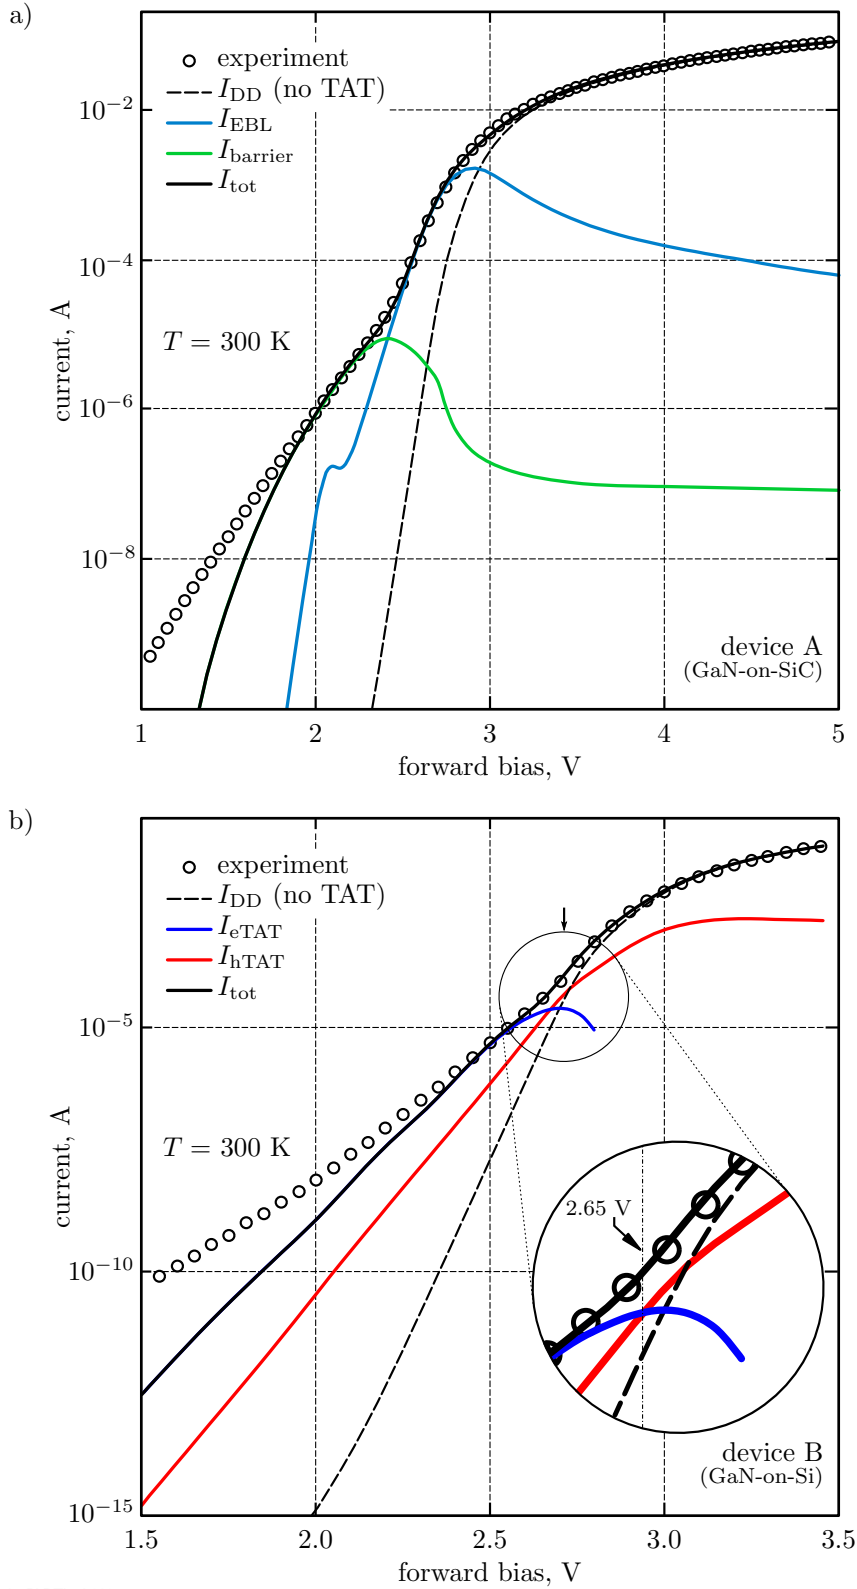 a)
experiment
I_DD (no TAT)
I_EBL
I_barrier
I_tot
10^−2
10^−4
10^−6
10^−8
current, A
T = 300 K
device A
(GaN-on-SiC)
1 2 3 4 5
forward bias, V
b)
experiment
I_DD (no TAT)
I_eTAT
I_hTAT
I_tot
10^−5
10^−10
10^−15
current, A
T = 300 K
2.65 V
device B
(GaN-on-Si)
1.5 2.0 2.5 3.0 3.5
forward bias, V